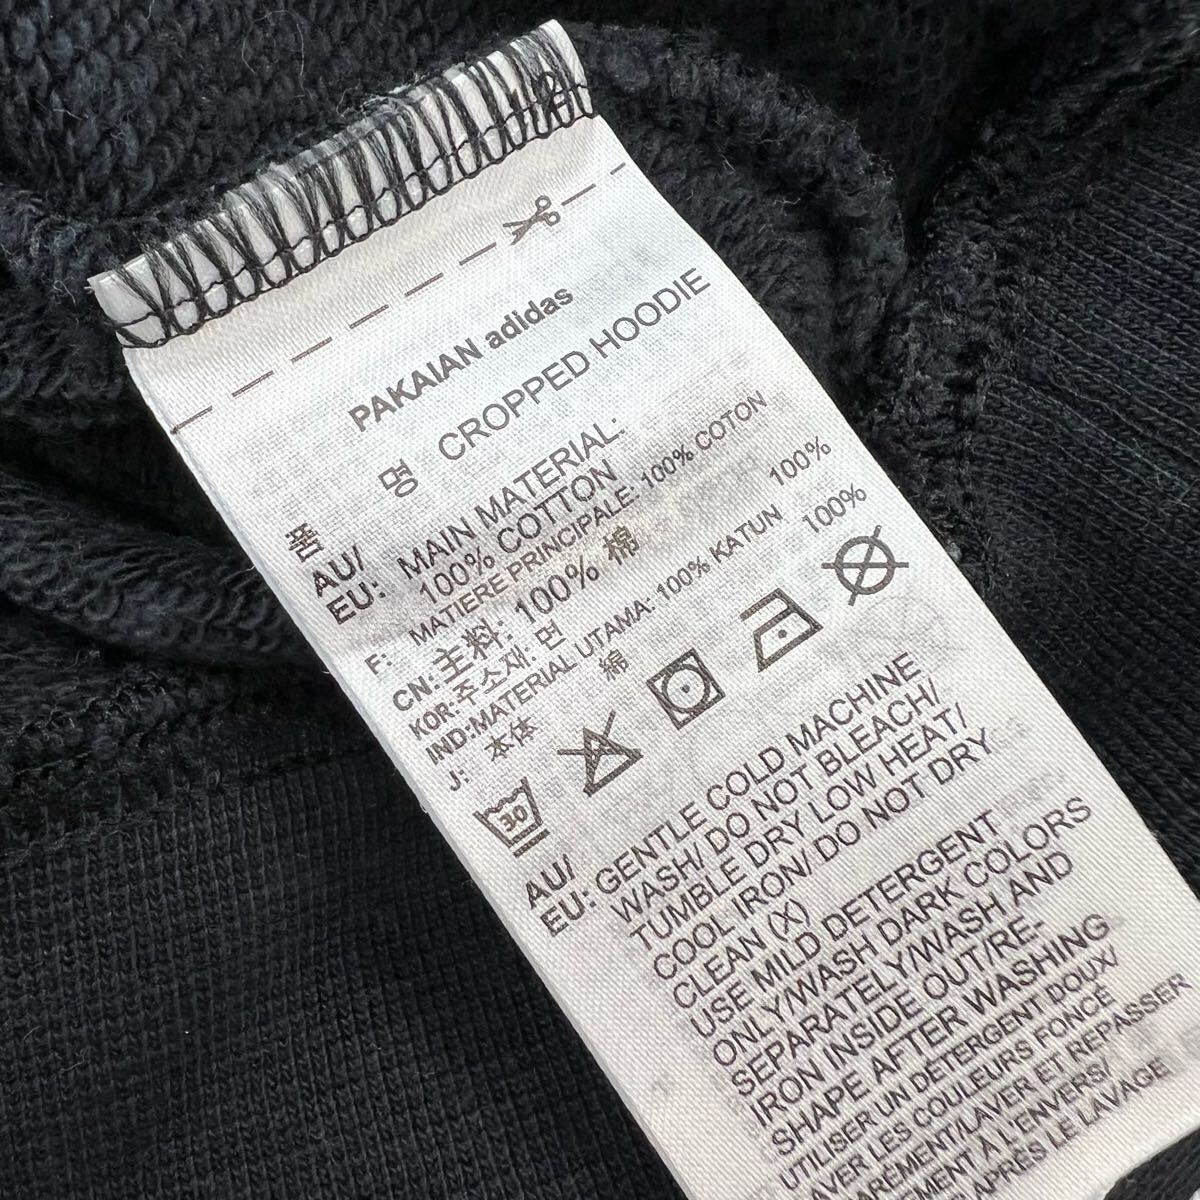 PAKAIAN adidas
품 명 CROPPED HOODIE
AU/ MAIN MATERIAL:
EU: 100% COTTON
F: MATIERE PRINCIPALE: 100% COTON
CN: 主料: 100% 棉
KOR: 주소재: 면 100%
IND:MATERIAL UTAMA: 100% KATUN
J: 本体 綿 100%
30
AU/ GENTLE COLD MACHINE
EU: WASH/ DO NOT BLEACH/
TUMBLE DRY LOW HEAT/
COOL IRON/ DO NOT DRY
CLEAN (X)
USE MILD DETERGENT
ONLY/WASH DARK COLORS
SEPARATELY/WASH AND
IRON INSIDE OUT/RE-
SHAPE AFTER WASHING
UTILISER UN DETERGENT DOUX/
LAVER LES COULEURS FONCÉ
AREMENT/LAVER ET REPASSER
EMENT A L'ENVERS/
APRÈS LE LAVAGE